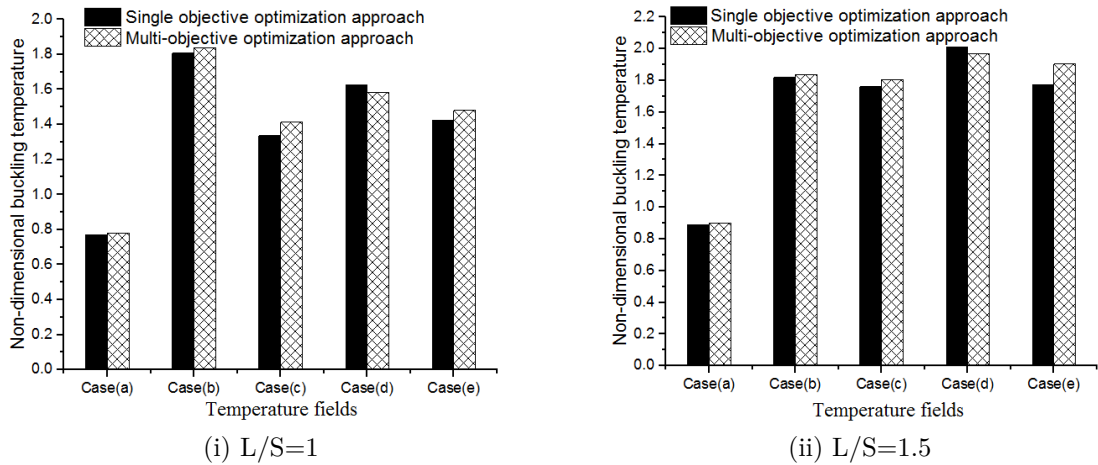 Single objective optimization approach
Multi-objective optimization approach
Non-dimensional buckling temperature
2.0
1.8
1.6
1.4
1.2
1.0
0.8
0.6
0.4
0.2
0.0
Case(a) Case(b) Case(c) Case(d) Case(e)
Temperature fields
(i) L/S=1
Single objective optimization approach
Multi-objective optimization approach
Non-dimensional buckling temperature
2.2
2.0
1.8
1.6
1.4
1.2
1.0
0.8
0.6
0.4
0.2
0.0
Case(a) Case(b) Case(c) Case(d) Case(e)
Temperature fields
(ii) L/S=1.5